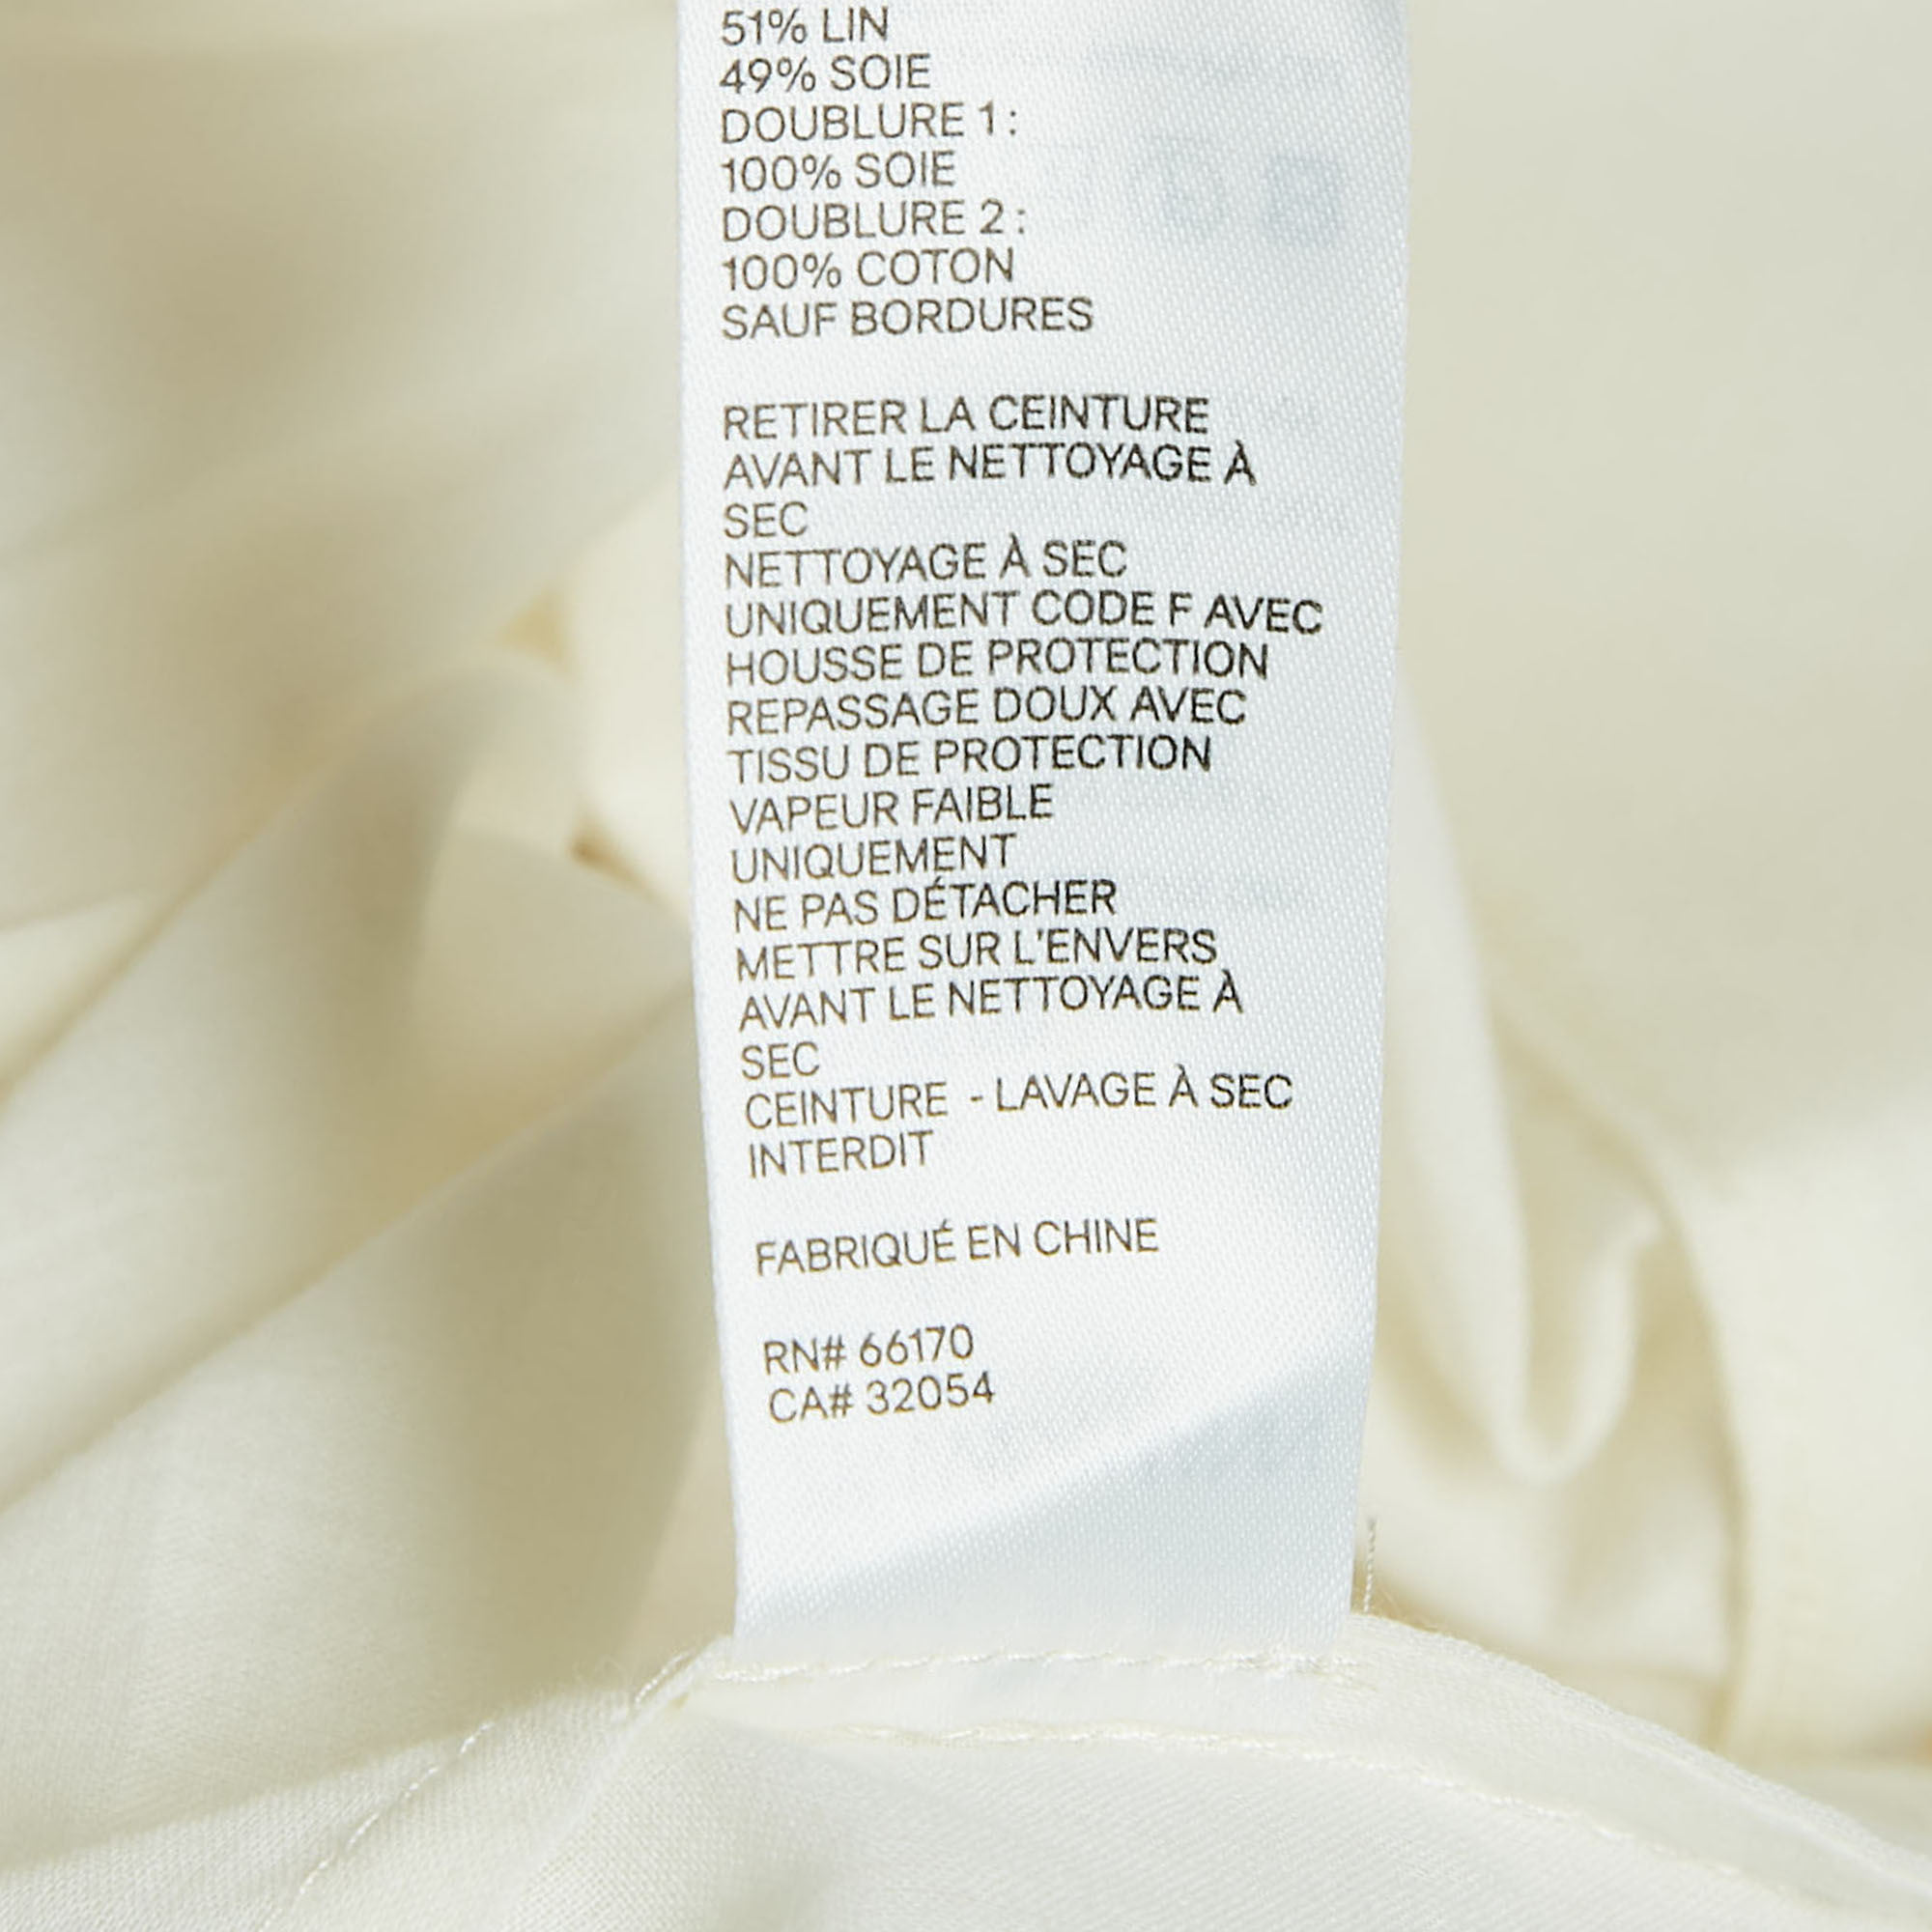 51% LIN
49% SOIE
DOUBLURE 1 :
100% SOIE
DOUBLURE 2 :
100% COTON
SAUF BORDURES
RETIRER LA CEINTURE
AVANT LE NETTOYAGE À
SEC
NETTOYAGE À SEC
UNIQUEMENT CODE F AVEC
HOUSSE DE PROTECTION
REPASSAGE DOUX AVEC
TISSU DE PROTECTION
VAPEUR FAIBLE
UNIQUEMENT
NE PAS DÉTACHER
METTRE SUR L'ENVERS
AVANT LE NETTOYAGE À
SEC
CEINTURE - LAVAGE À SEC
INTERDIT
FABRIQUÉ EN CHINE
RN# 66170
CA# 32054